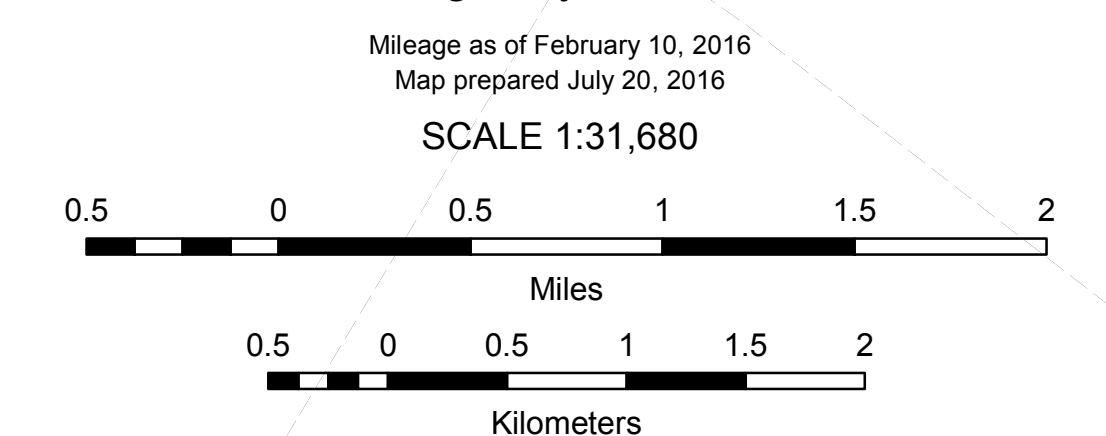 Mileage as of February 10, 2016
Map prepared July 20, 2016
SCALE 1:31,680
0.5 0 0.5 1 1.5 2
Miles
0.5 0 0.5 1 1.5 2
Kilometers